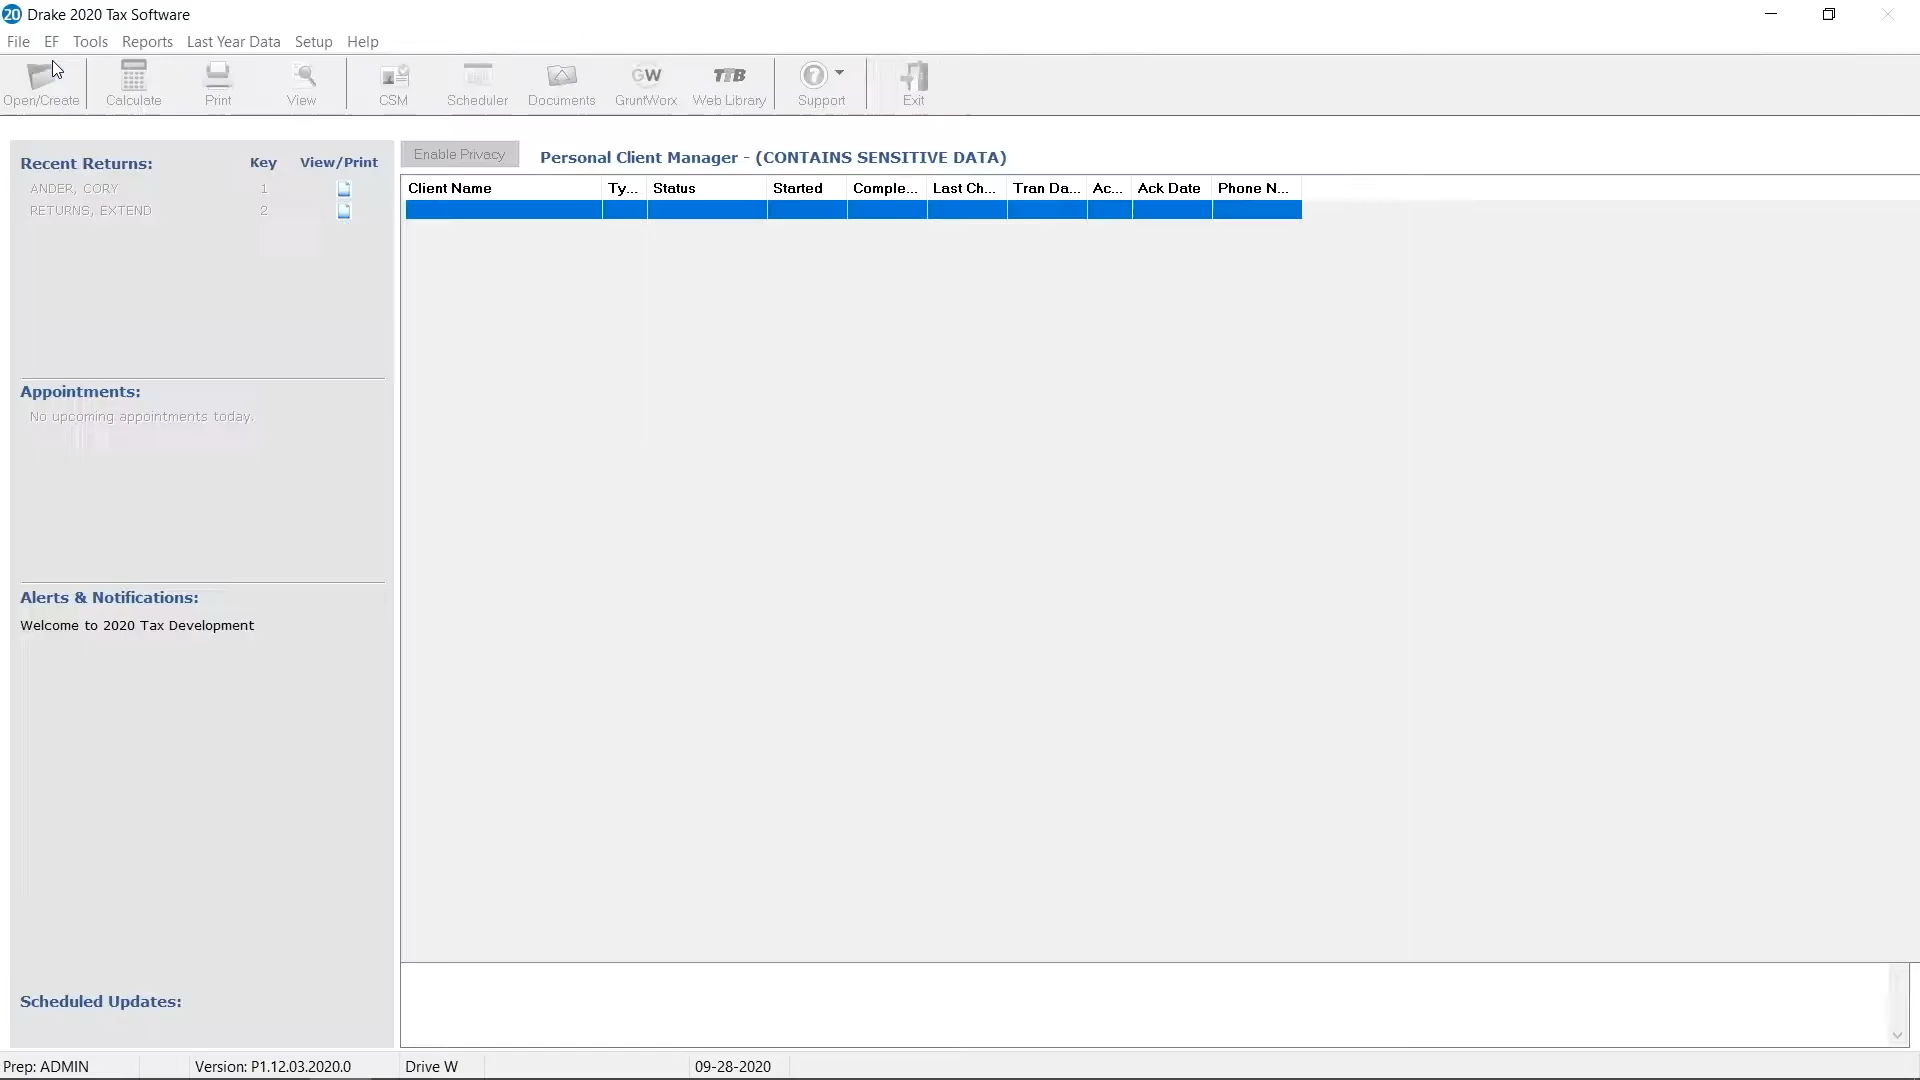 20 Drake 2020 Tax Software
File EF Tools Reports Last Year Data Setup Help
Open/Create Calculate Print View CSM Scheduler Documents GW GruntWorx TTB Web Library ? Support Exit
Recent Returns: Key View/Print
ANDER, CORY 1
RETURNS, EXTEND 2
Appointments:
No upcoming appointments today.
Alerts & Notifications:
Welcome to 2020 Tax Development
Scheduled Updates:
Enable Privacy Personal Client Manager - (CONTAINS SENSITIVE DATA)
Client Name Ty... Status Started Comple... Last Ch... Tran Da... Ac... Ack Date Phone N...
Prep: ADMIN Version: P1.12.03.2020.0 Drive W 09-28-2020